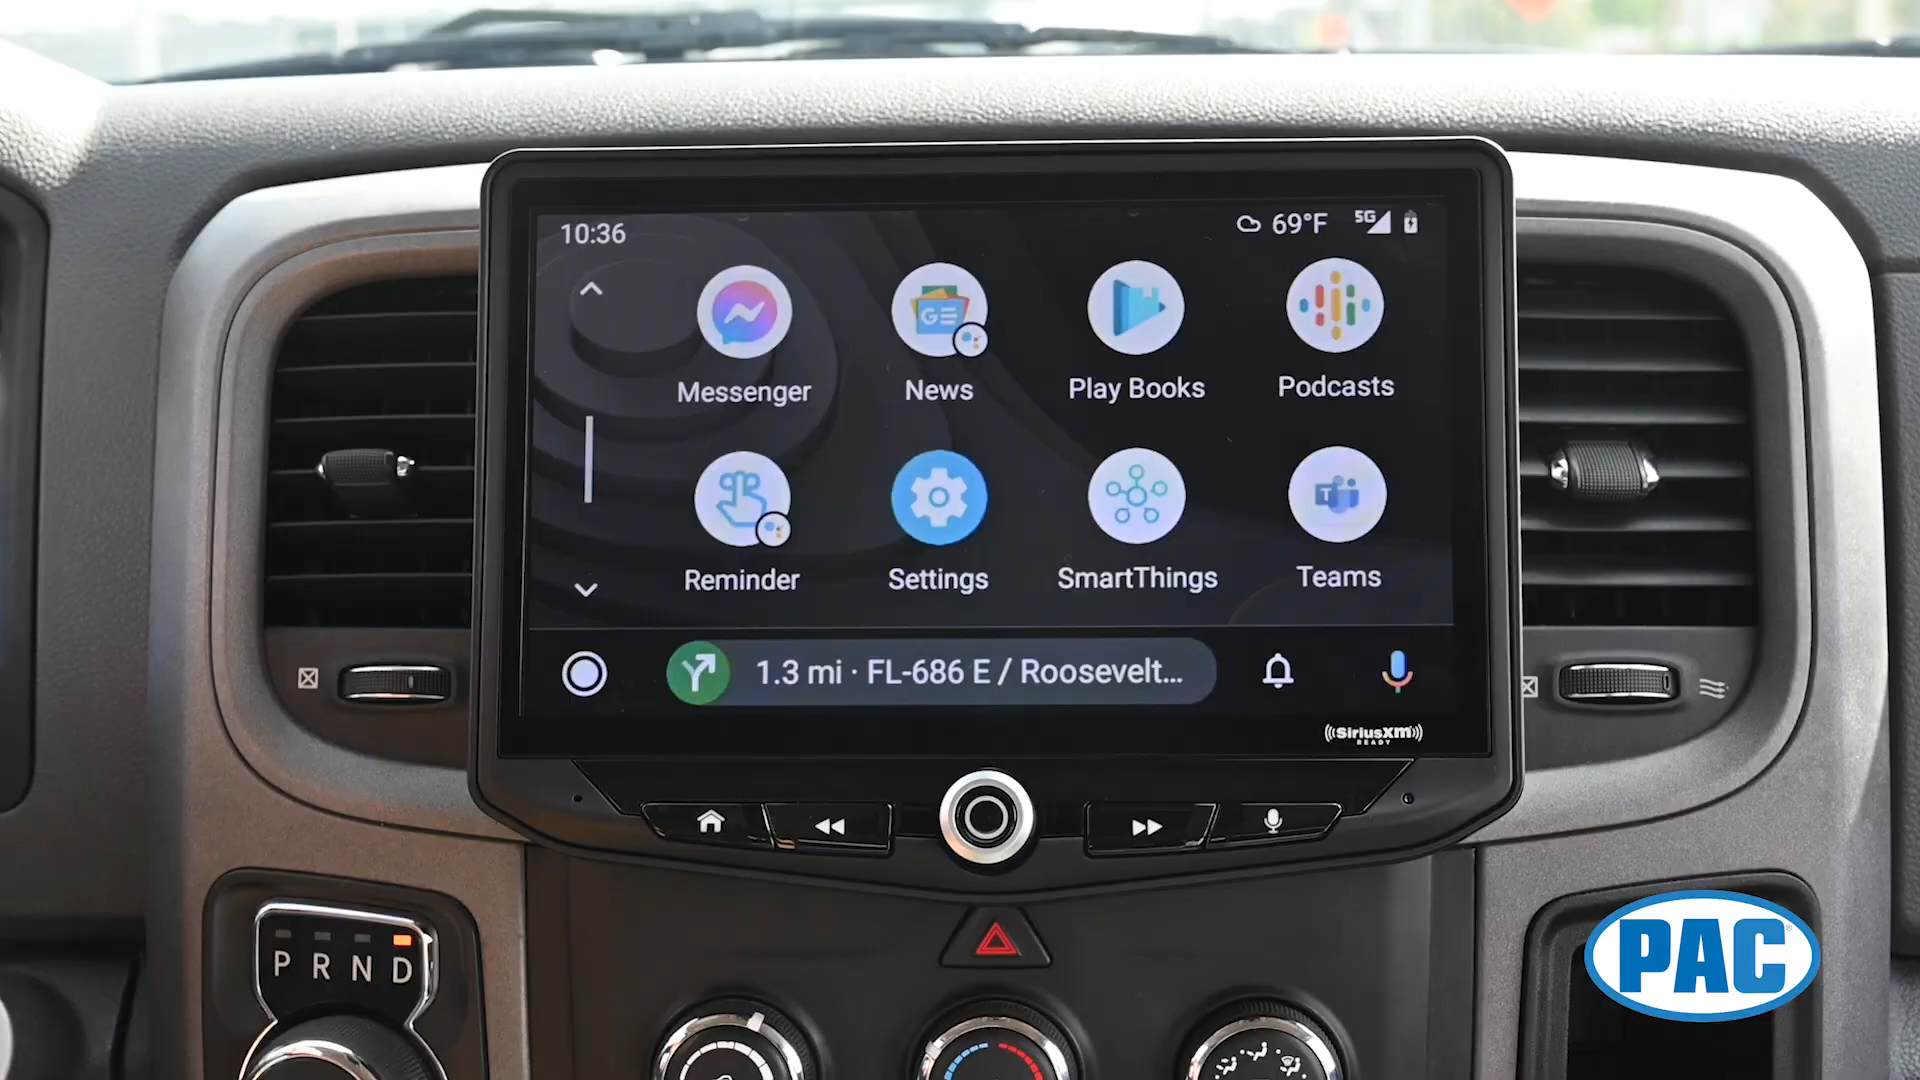 10:36
69°F 5G
Messenger
News
Play Books
Podcasts
GE
Reminder
Settings
SmartThings
Teams
T
1.3 mi · FL-686 E / Roosevelt...
((SiriusXM))
READY
P R N D
PAC®